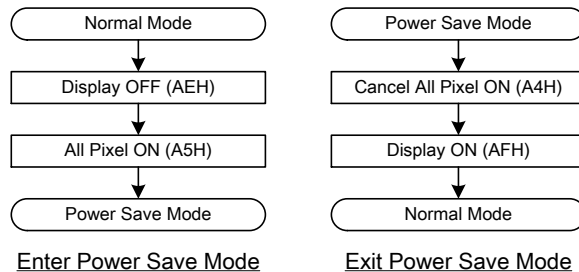 Normal Mode
Display OFF (AEH)
All Pixel ON (A5H)
Power Save Mode
Enter Power Save Mode
Power Save Mode
Cancel All Pixel ON (A4H)
Display ON (AFH)
Normal Mode
Exit Power Save Mode